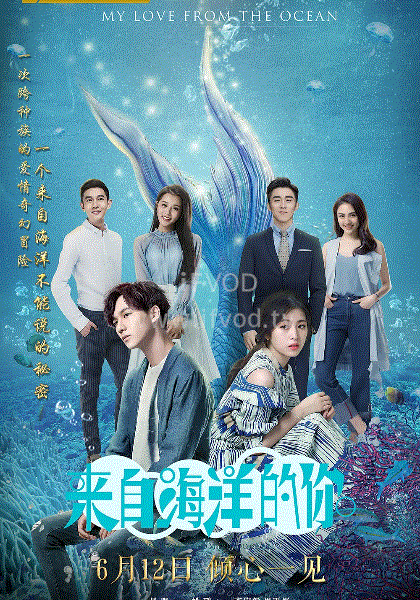 MY LOVE FROM THE OCEAN
一次跨种族的爱情奇幻冒险
一个来自海洋不能说的秘密
iFVOD
来自海洋的你
6月12日 倾心一见